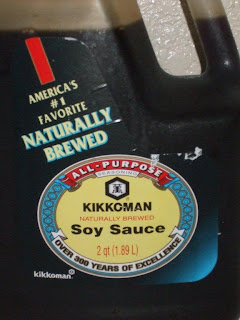 AMERICA'S
#1
FAVORITE
NATURALLY
BREWED
ALL-PURPOSE
SEASONING
KIKKOMAN
NATURALLY BREWED
Soy Sauce
2 qt (1.89 L)
OVER 300 YEARS OF EXCELLENCE
kikkoman®